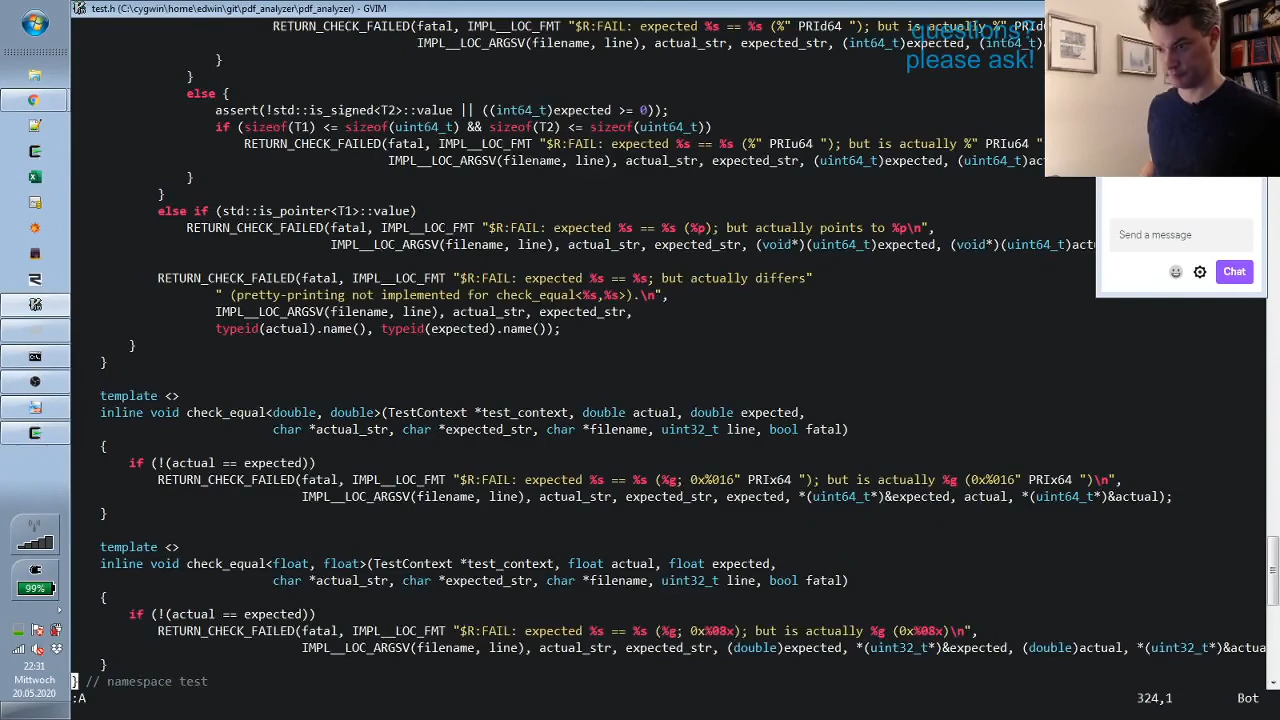 test.h (C:\cygwin\home\edwin\git\pdf_analyzer\pdf_analyzer) - GVIM
RETURN_CHECK_FAILED(fatal, IMPL__LOC_FMT "$R:FAIL: expected %s == %s (%" PRId64 "); but is actually %" PRId
IMPL__LOC_ARGSV(filename, line), actual_str, expected_str, (int64_t)expected, (int64_t
}
}
else {
assert(!std::is_signed<T2>::value || ((int64_t)expected >= 0));
if (sizeof(T1) <= sizeof(uint64_t) && sizeof(T2) <= sizeof(uint64_t))
RETURN_CHECK_FAILED(fatal, IMPL__LOC_FMT "$R:FAIL: expected %s == %s (%" PRIu64 "); but is actually %" PRIu64 "
IMPL__LOC_ARGSV(filename, line), actual_str, expected_str, (uint64_t)expected, (uint64_t)ac
}
}
else if (std::is_pointer<T1>::value)
RETURN_CHECK_FAILED(fatal, IMPL__LOC_FMT "$R:FAIL: expected %s == %s (%p); but actually points to %p\n",
IMPL__LOC_ARGSV(filename, line), actual_str, expected_str, (void*)(uint64_t)expected, (void*)(uint64_t)act
RETURN_CHECK_FAILED(fatal, IMPL__LOC_FMT "$R:FAIL: expected %s == %s; but actually differs"
" (pretty-printing not implemented for check_equal<%s,%s>).\n",
IMPL__LOC_ARGSV(filename, line), actual_str, expected_str,
typeid(actual).name(), typeid(expected).name());
}
}
template <>
inline void check_equal<double, double>(TestContext *test_context, double actual, double expected,
char *actual_str, char *expected_str, char *filename, uint32_t line, bool fatal)
{
if (!(actual == expected))
RETURN_CHECK_FAILED(fatal, IMPL__LOC_FMT "$R:FAIL: expected %s == %s (%g; 0x%016" PRIx64 "); but is actually %g (0x%016" PRIx64 ")\n",
IMPL__LOC_ARGSV(filename, line), actual_str, expected_str, expected, *(uint64_t*)&expected, actual, *(uint64_t*)&actual);
}
template <>
inline void check_equal<float, float>(TestContext *test_context, float actual, float expected,
char *actual_str, char *expected_str, char *filename, uint32_t line, bool fatal)
{
if (!(actual == expected))
RETURN_CHECK_FAILED(fatal, IMPL__LOC_FMT "$R:FAIL: expected %s == %s (%g; 0x%08x); but is actually %g (0x%08x)\n",
IMPL__LOC_ARGSV(filename, line), actual_str, expected_str, (double)expected, *(uint32_t*)&expected, (double)actual, *(uint32_t*)&actua
}
} // namespace test
:A
324,1
Bot
questions?
please ask!
Send a message
Chat
99%
22:31
Mittwoch
20.05.2020